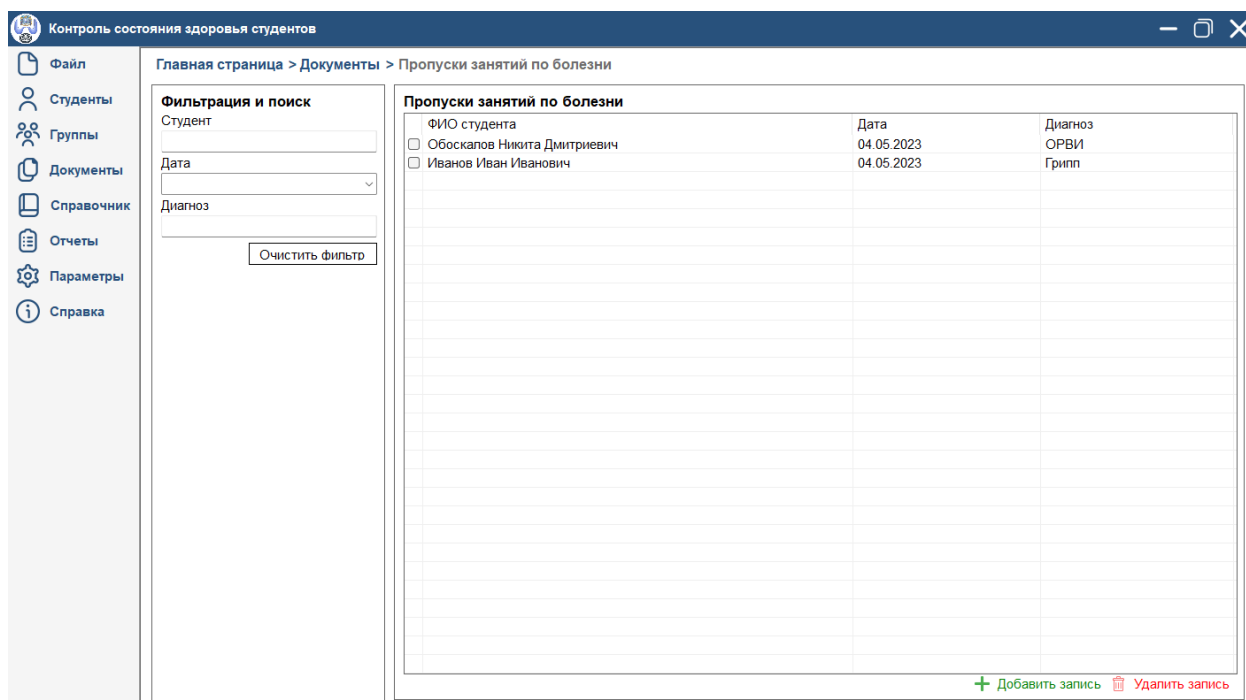 Контроль состояния здоровья студентов
Файл
Студенты
Группы
Документы
Справочник
Отчеты
Параметры
Справка
Главная страница > Документы > Пропуски занятий по болезни
Фильтрация и поиск
Студент
Дата
Диагноз
Очистить фильтр
Пропуски занятий по болезни
ФИО студента Дата Диагноз
Обоскалов Никита Дмитриевич 04.05.2023 ОРВИ
Иванов Иван Иванович 04.05.2023 Грипп
Добавить запись Удалить запись